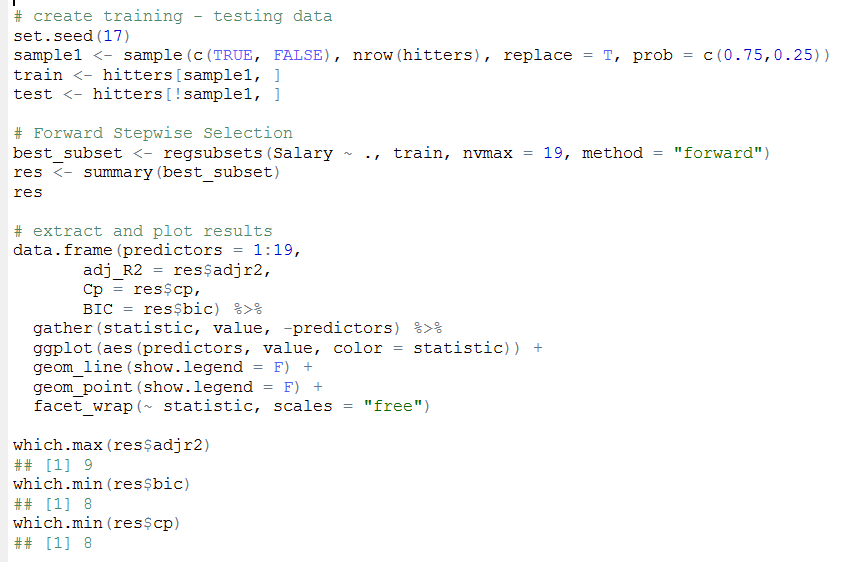 # create training - testing data
set.seed(17)
sample1 <- sample(c(TRUE, FALSE), nrow(hitters), replace = T, prob = c(0.75,0.25))
train <- hitters[sample1, ]
test <- hitters[!sample1, ]

# Forward Stepwise Selection
best_subset <- regsubsets(Salary ~ ., train, nvmax = 19, method = "forward")
res <- summary(best_subset)
res

# extract and plot results
data.frame(predictors = 1:19,
       adj_R2 = res$adjr2,
       Cp = res$cp,
       BIC = res$bic) %>%
  gather(statistic, value, -predictors) %>%
  ggplot(aes(predictors, value, color = statistic)) +
  geom_line(show.legend = F) +
  geom_point(show.legend = F) +
  facet_wrap(~ statistic, scales = "free")

which.max(res$adjr2)
## [1] 9
which.min(res$bic)
## [1] 8
which.min(res$cp)
## [1] 8